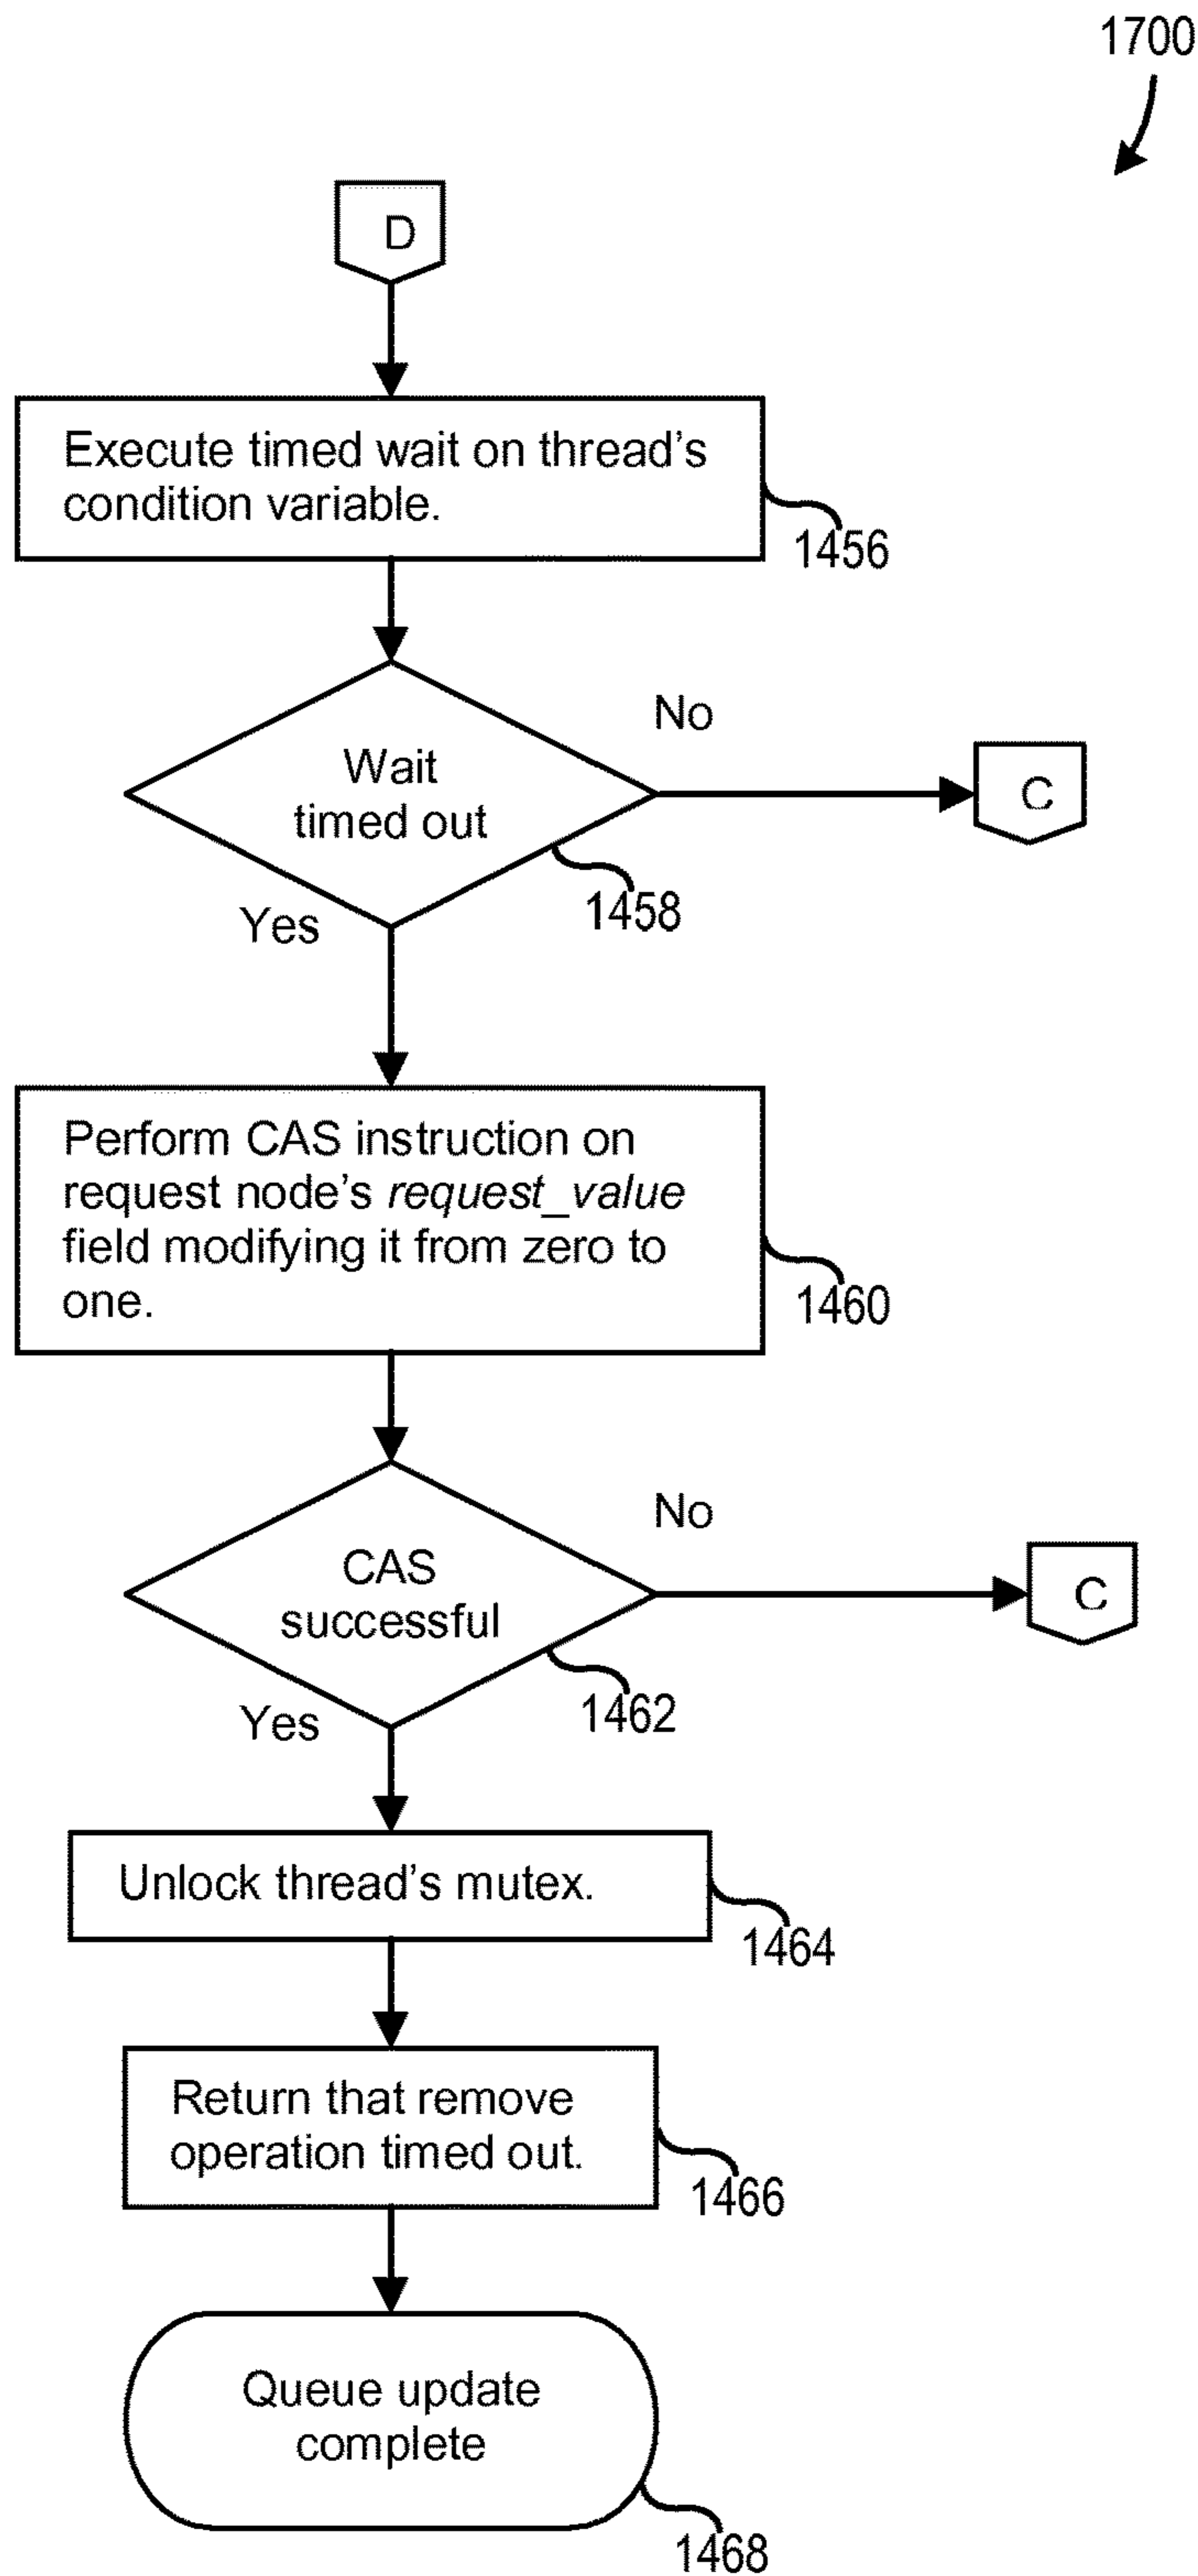 1700
D
Execute timed wait on thread's
condition variable.
1456
No
Wait
timed out
C
1458
Yes
Perform CAS instruction on
request node's request_value
field modifying it from zero to
one.
1460
No
CAS
successful
C
1462
Yes
Unlock thread's mutex.
1464
Return that remove
operation timed out.
1466
Queue update
complete
1468